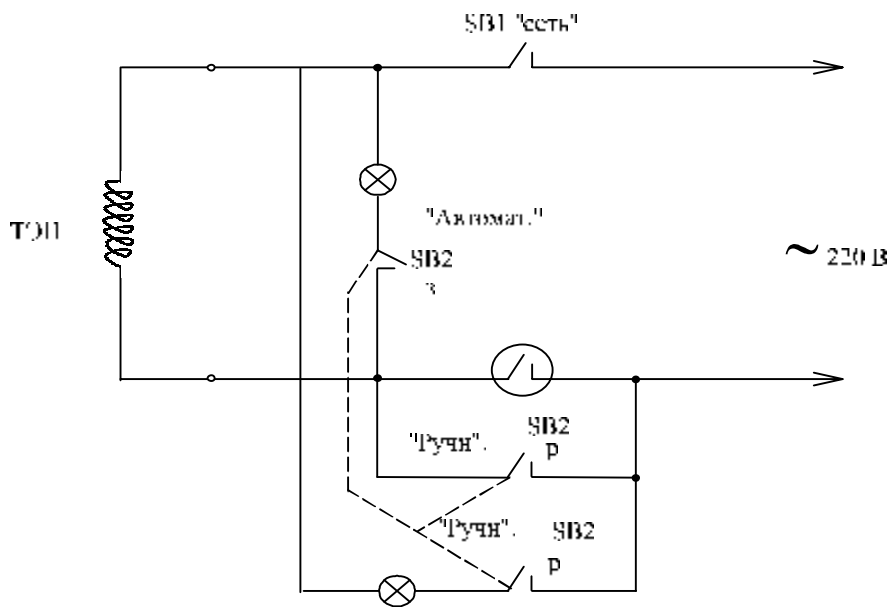 SB1 "сеть"
"Автомат."
ТЭН
SB2
з
~ 220 В
SB2
"Ручн".
р
"Ручн".
SB2
р